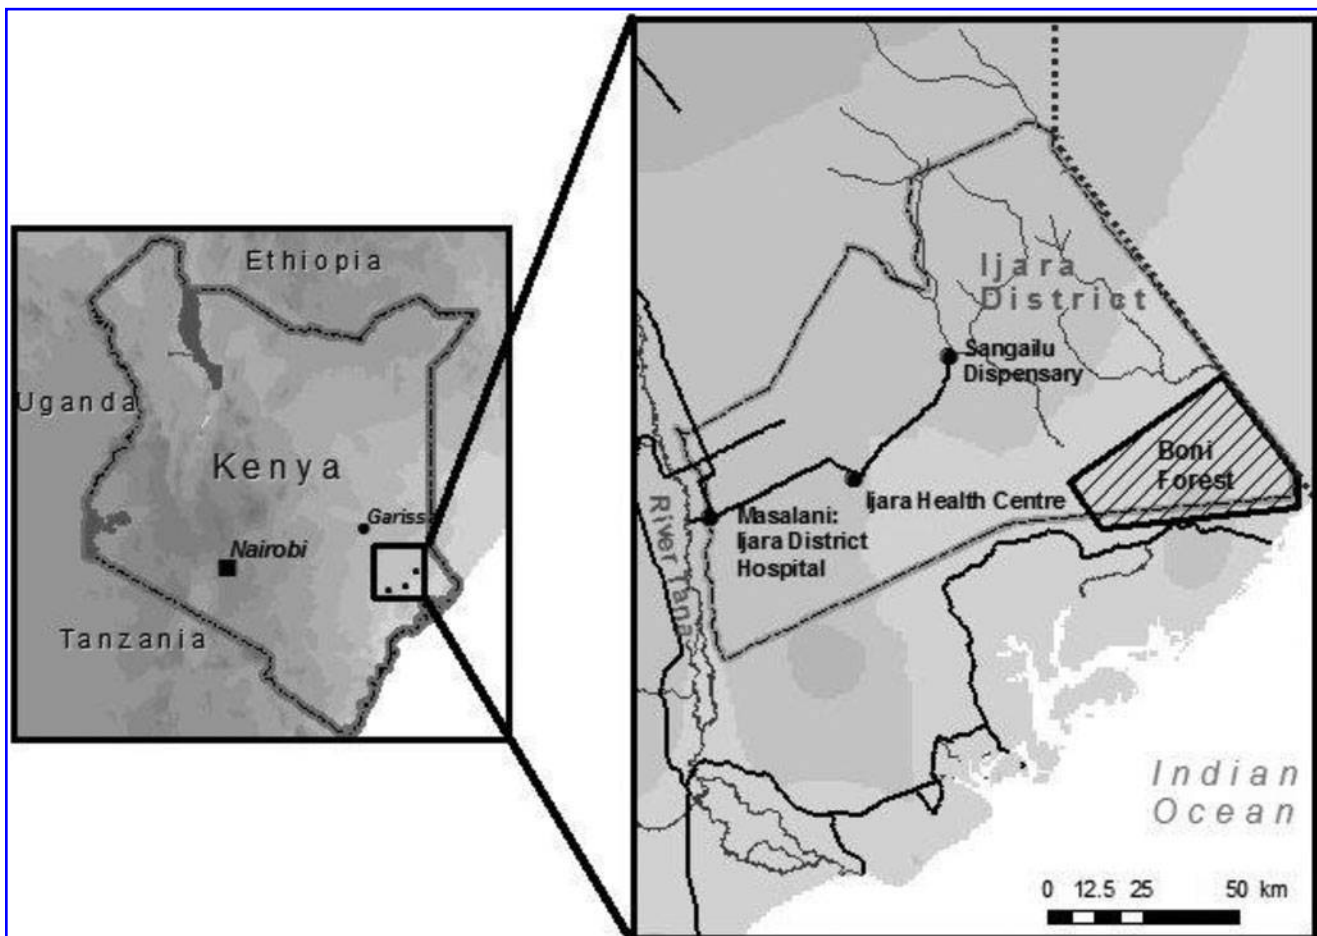 Ethiopia
Uganda
Kenya
Gariss
Nairobi
Tanzania
Ijara
District
Sangailu
Dispensary
Boni
Forest
Ijara Health Centre
River Tana
Masalani:
Ijara District
Hospital
Indian
Ocean
0 12.5 25 50 km